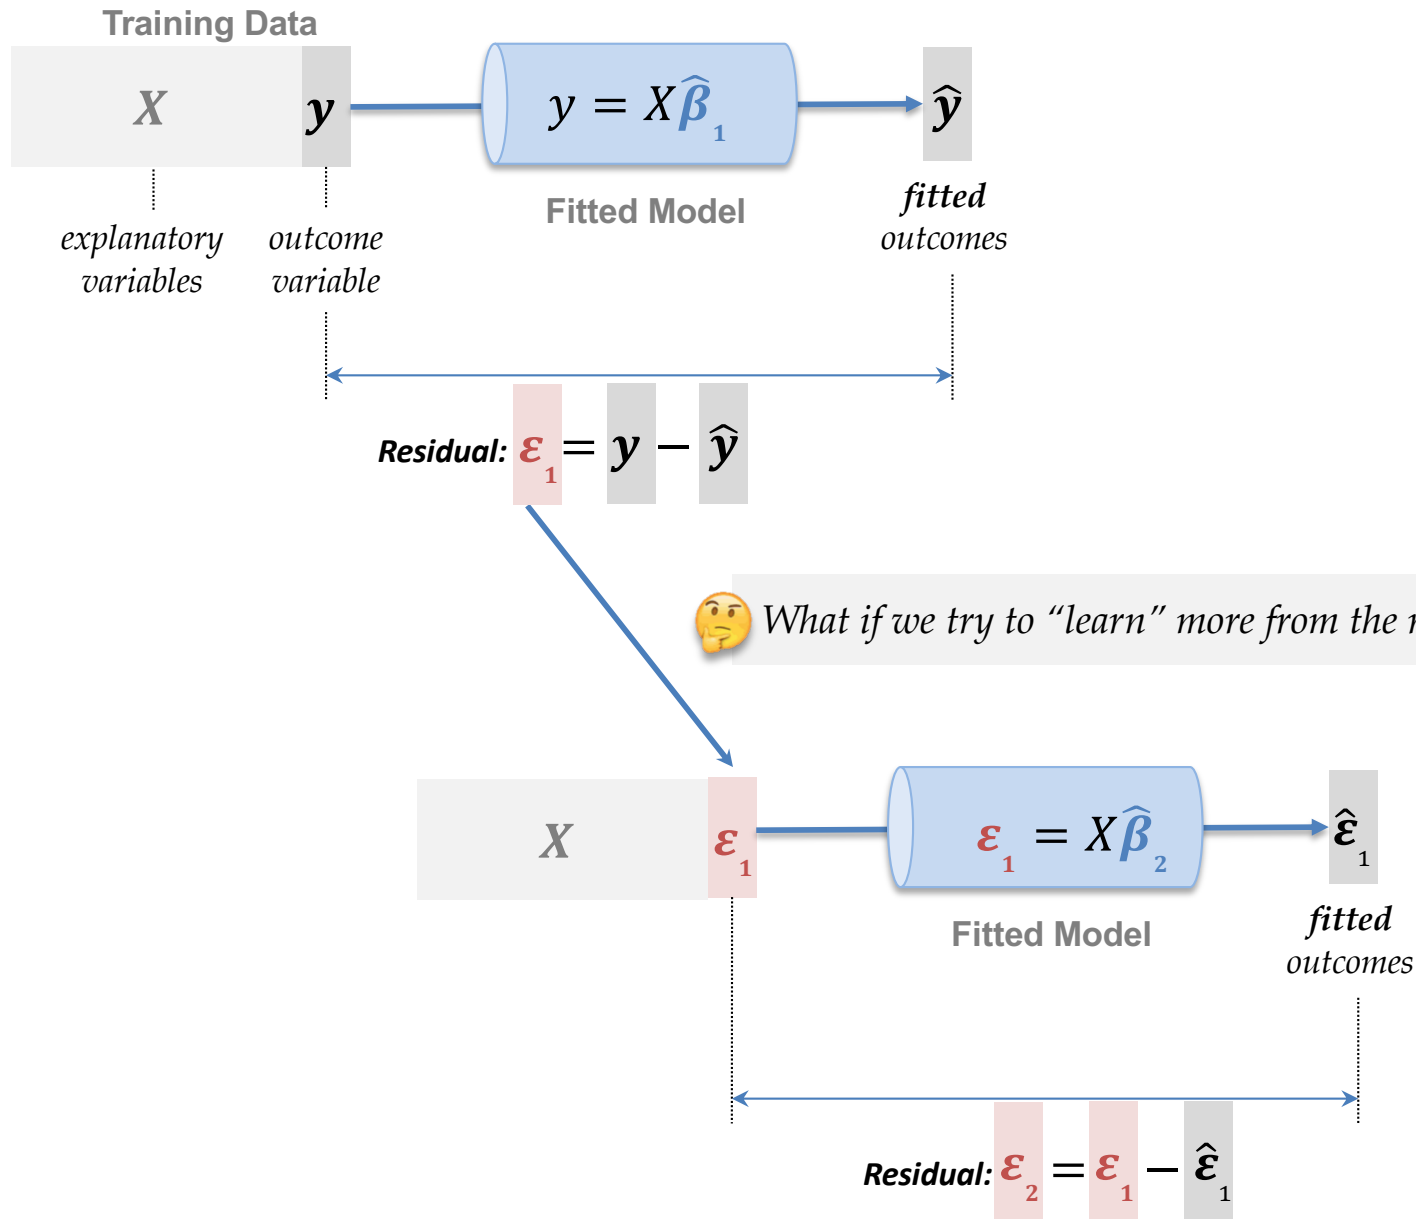 Training Data
X y y = Xβ̂₁ ŷ
Fitted Model
explanatory
variables
outcome
variable
fitted
outcomes
Residual: ε₁ = y − ŷ
What if we try to “learn” more from the
X ε₁ ε₁ = Xβ̂₂ ε̂₁
Fitted Model
fitted
outcomes
Residual: ε₂ = ε₁ − ε̂₁